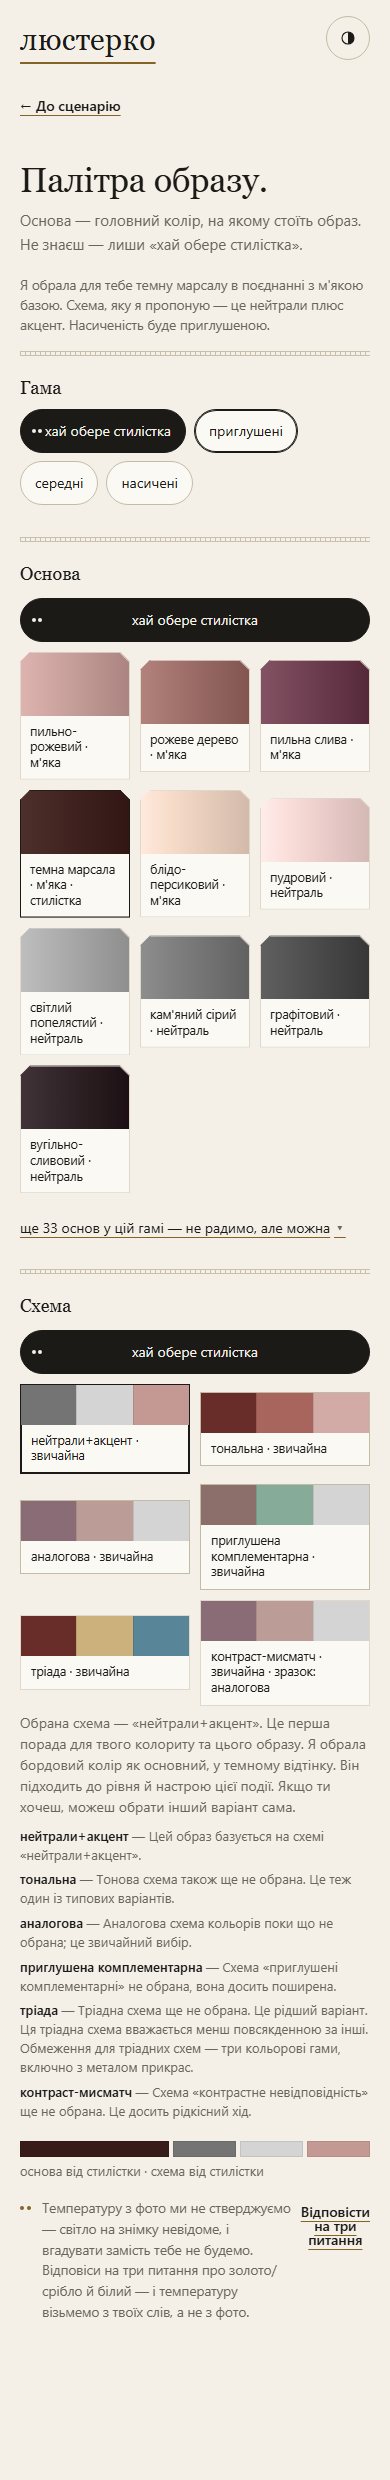 люстерко
← До сценарію
Палітра образу.
Основа — головний колір, на якому стоїть образ.
Не знаєш — лиши «хай обере стилістка».
Я обрала для тебе темну марсалу в поєднанні з м'якою
базою. Схема, яку я пропоную — це нейтрали плюс
акцент. Насиченість буде приглушеною.
Гама
хай обере стилістка
приглушені
середні
насичені
Основа
хай обере стилістка
пильно-
рожевий ·
м'яка
рожеве дерево
· м'яка
пильна слива ·
м'яка
темна марсала
· м'яка ·
стилістка
блідо-
персиковий ·
м'яка
пудровий ·
нейтраль
світлий
попелястий ·
нейтраль
кам'яний сірий
· нейтраль
графітовий ·
нейтраль
вугільно-
сливовий ·
нейтраль
ще 33 основ у цій гамі — не радимо, але можна ▾
Схема
хай обере стилістка
нейтрали+акцент ·
звичайна
тональна · звичайна
аналогова · звичайна
приглушена
комплементарна ·
звичайна
тріада · звичайна
контраст-мисматч ·
звичайна · зразок:
аналогова
Обрана схема — «нейтрали+акцент». Це перша
порада для твого колориту та цього образу. Я обрала
бордовий колір як основний, у темному відтінку. Він
підходить до рівня й настрою цієї події. Якщо ти
хочеш, можеш обрати інший варіант сама.
нейтрали+акцент — Цей образ базується на схемі
«нейтрали+акцент».
тональна — Тонова схема також ще не обрана. Це теж
один із типових варіантів.
аналогова — Аналогова схема кольорів поки що не
обрана; це звичайний вибір.
приглушена комплементарна — Схема «приглушені
комплементарні» не обрана, вона досить поширена.
тріада — Тріадна схема ще не обрана. Це рідший варіант.
Ця тріадна схема вважається менш повсякденною за інші.
Обмеження для тріадних схем — три кольорові гами,
включно з металом прикрас.
контраст-мисматч — Схема «контрастне невідповідність»
ще не обрана. Це досить рідкісний хід.
основа від стилістки · схема від стилістки
Температуру з фото ми не стверджуємо
— світло на знімку невідоме, і
вгадувати замість тебе не будемо.
Відповіси на три питання про золото/
срібло й білий — і температуру
візьмемо з твоїх слів, а не з фото.
Відповісти
на три
питання